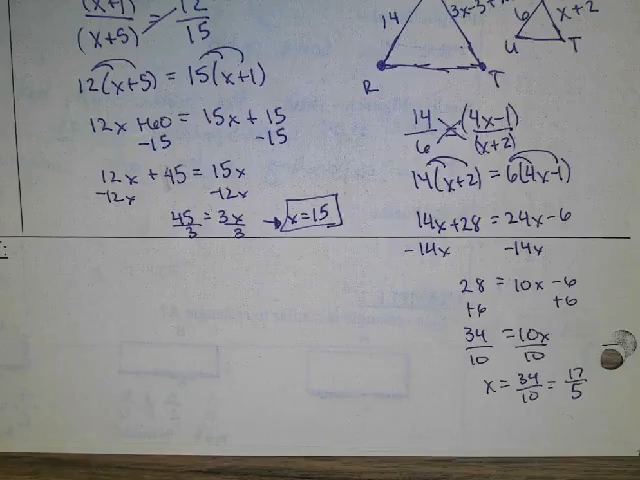 (x+1) = 12
(x+5) 15
12(x+5) = 15(x+1)
12x+60 = 15x+15
-15 -15
12x+45 = 15x
-12x -12x
45/3 = 3x/3 → x=15
14
3x-3+x
6
x+2
U T
R T
14/6 (4x-1)/(x+2)
14(x+2) = 6(4x-1)
14x+28 = 24x-6
-14x -14x
28 = 10x-6
+6 +6
34/10 = 10x/10
x = 34/10 = 17/5